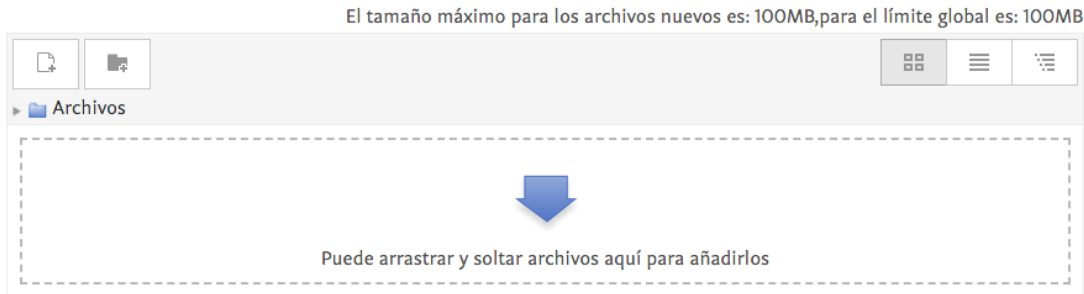 El tamaño máximo para los archivos nuevos es: 100MB,para el límite global es: 100MB
Archivos
Puede arrastrar y soltar archivos aquí para añadirlos